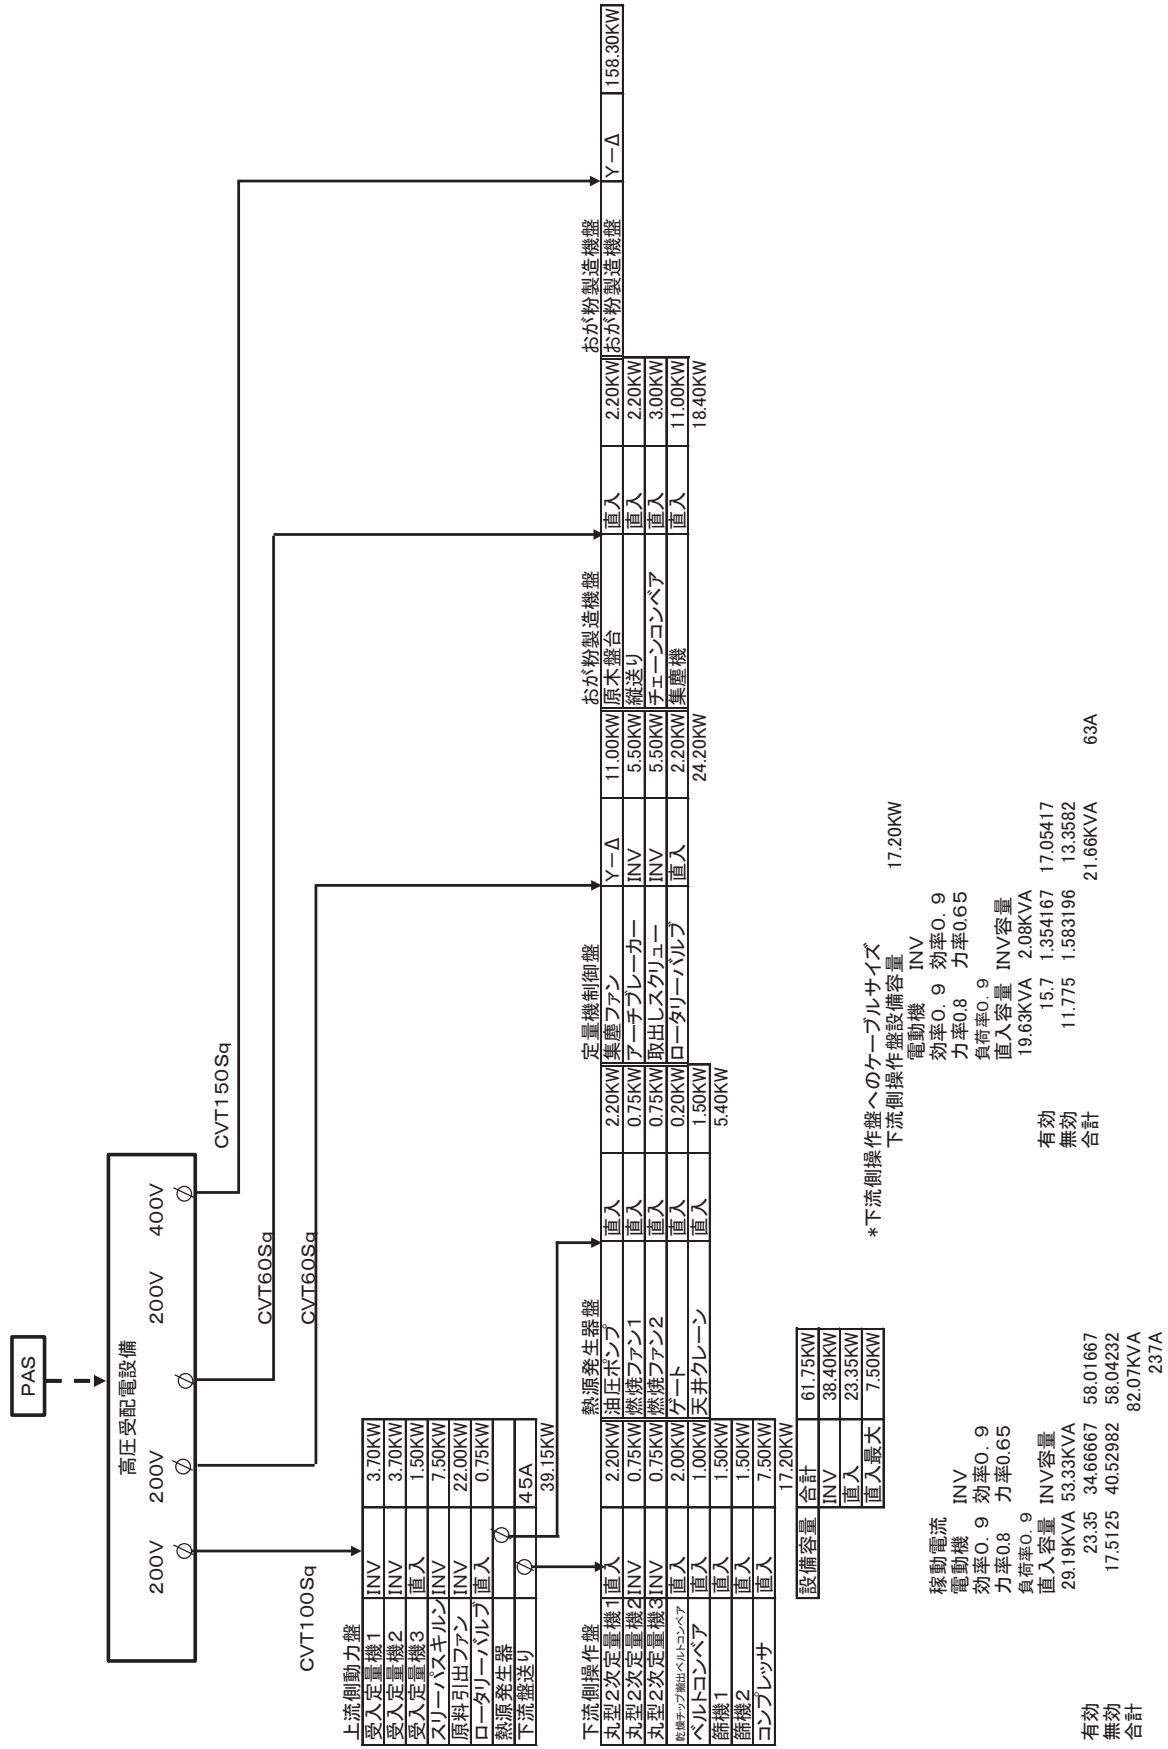 PAS
高圧受配電設備
200V 200V 200V 400V
CVT100Sq
CVT60Sq
CVT60Sq
CVT150Sq
上流側動力盤
受入定量機1 INV 3.70KW
受入定量機2 INV 3.70KW
受入定量機3 直入 1.50KW
スリーパスキルン INV 7.50KW
原料引出ファン INV 22.00KW
ロータリーバルブ 直入 0.75KW
熱源発生器
下流盤送り 45A
39.15KW
下流側操作盤
丸型2次定量機1 直入 2.20KW
丸型2次定量機2 INV 0.75KW
丸型2次定量機3 INV 0.75KW
乾燥チップ搬出ベルトコンベア 直入 2.00KW
ベルトコンベア 直入 1.00KW
篩機1 直入 1.50KW
篩機2 直入 1.50KW
コンプレッサ 直入 7.50KW
17.20KW
熱源発生器盤
油圧ポンプ 直入 2.20KW
燃焼ファン1 直入 0.75KW
燃焼ファン2 直入 0.75KW
ゲート 直入 0.20KW
天井クレーン 直入 1.50KW
5.40KW
定量機制御盤
集塵ファン Y−Δ 11.00KW
アーチブレーカー INV 5.50KW
取出しスクリュー INV 5.50KW
ロータリーバルブ 直入 2.20KW
24.20KW
おが粉製造機盤
原木盤台 直入 2.20KW
縦送り 直入 2.20KW
チェーンコンベア 直入 3.00KW
集塵機 直入 11.00KW
18.40KW
おが粉製造機盤
おが粉製造機盤 Y−Δ 158.30KW
設備容量 合計 61.75KW
INV 38.40KW
直入 23.35KW
直入最大 7.50KW
稼動電流
電動機 INV
効率0.9 効率0.9
力率0.8 力率0.65
負荷率0.9
直入容量 INV容量
29.19KVA 53.33KVA
有効 23.35 34.66667 58.01667
無効 17.5125 40.52982 58.04232
合計 82.07KVA
237A
*下流側操作盤へのケーブルサイズ
下流側操作盤設備容量 17.20KW
電動機 INV
効率0.9 効率0.9
力率0.8 力率0.65
負荷率0.9
直入容量 INV容量
19.63KVA 2.08KVA
有効 15.7 1.354167 17.05417
無効 11.775 1.583196 13.3582
合計 21.66KVA 63A